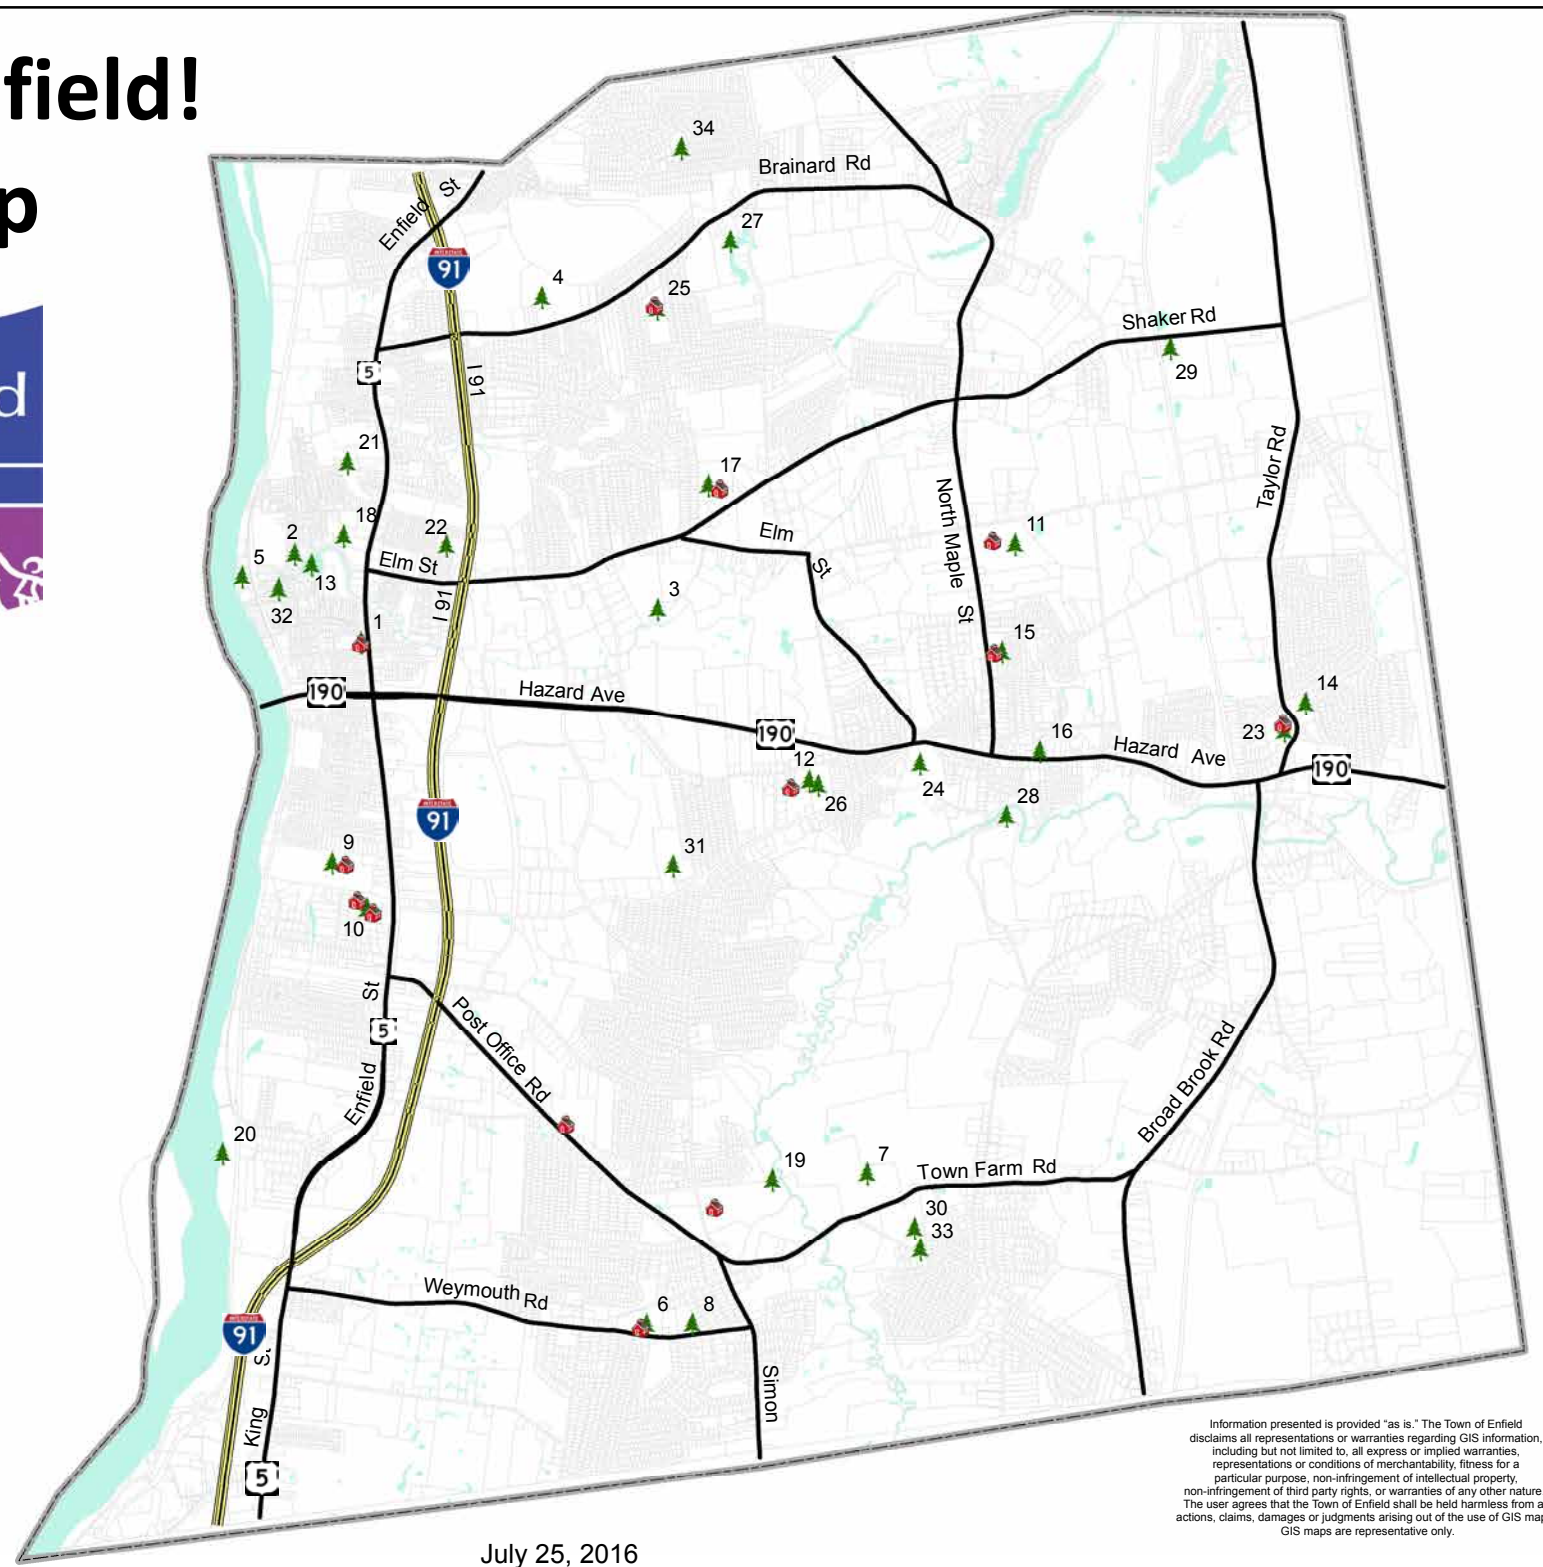 field!
p
d
34
Brainard Rd
Enfield St
27
INTERSTATE
91
4
25
Shaker Rd
5
29
I 91
21
Taylor Rd
17
North Maple St
18
2
22
Elm
St
11
5
Elm St
13
3
32
I 91
1
15
190
Hazard Ave
14
190
16
23
Hazard Ave
12
190
24
26
28
INTERSTATE
91
9
31
10
St
Post Office Rd
5
Enfield
Broad Brook Rd
20
19
7
Town Farm Rd
30
33
Weymouth Rd
6
8
INTERSTATE
91
St
Simon
King
5
Information presented is provided “as is.” The Town of Enfield
disclaims all representations or warranties regarding GIS information,
including but not limited to, all express or implied warranties,
representations or conditions of merchantability, fitness for a
particular purpose, non-infringement of intellectual property,
non-infringement of third party rights, or warranties of any other nature
The user agrees that the Town of Enfield shall be held harmless from a
actions, claims, damages or judgments arising out of the use of GIS map
GIS maps are representative only.
July 25, 2016